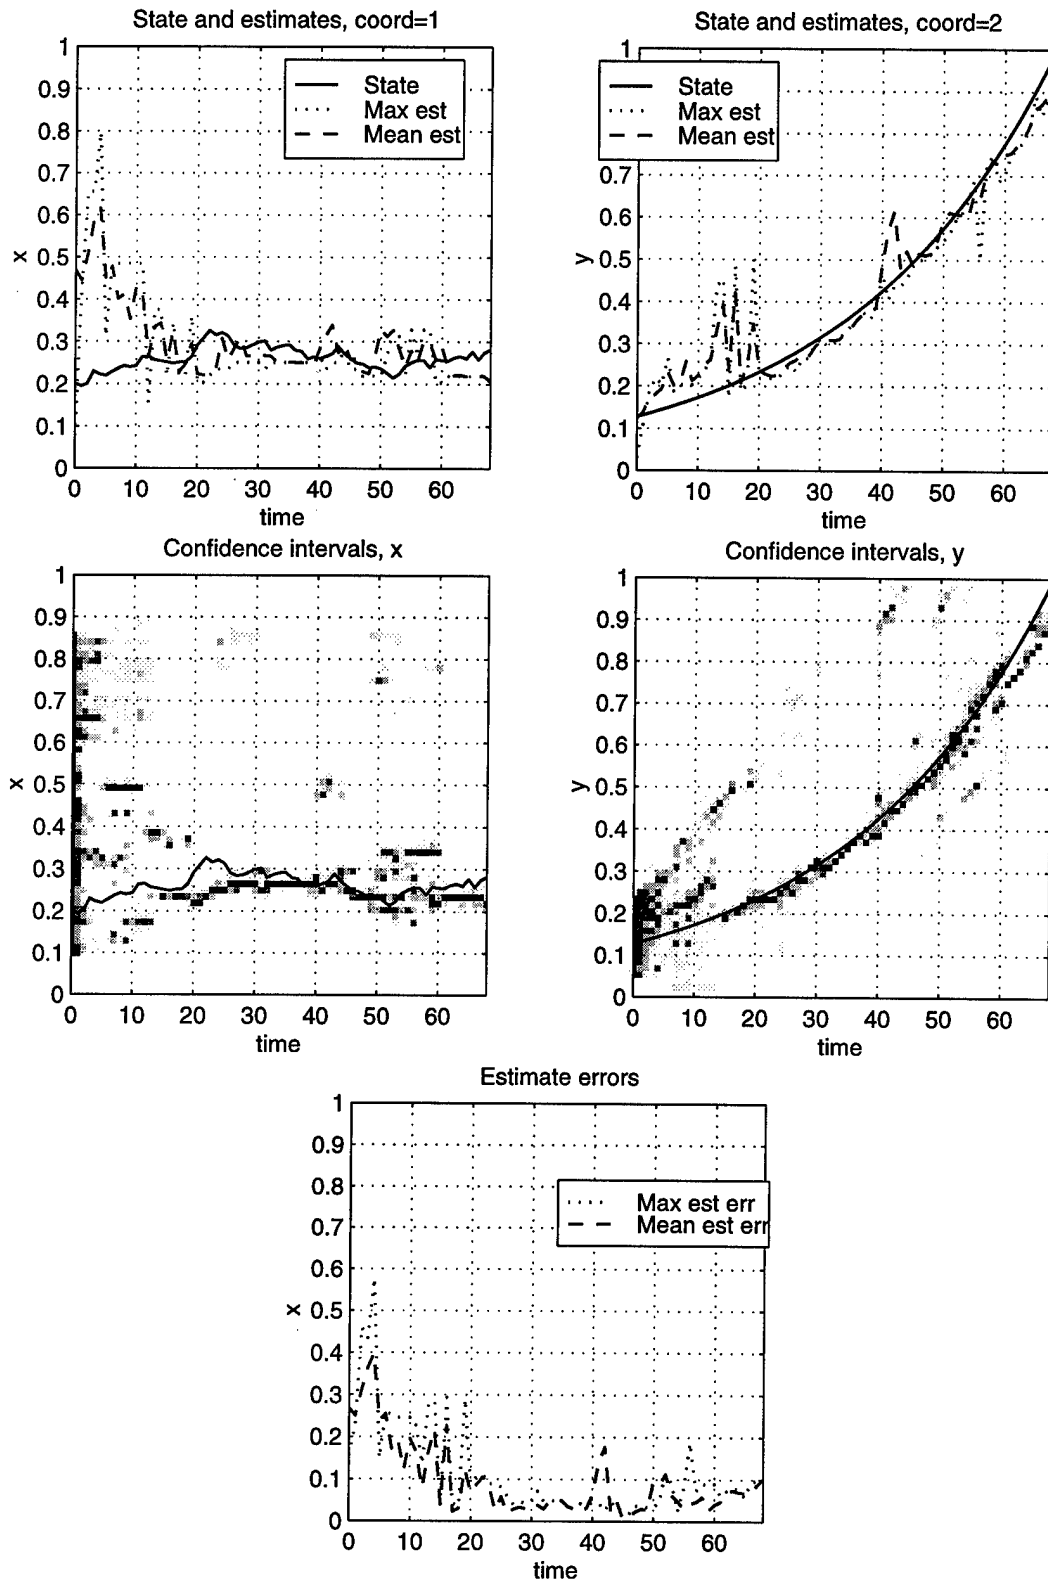 State and estimates, coord=1
1
0.9
0.8
0.7
0.6
0.5
0.4
0.3
0.2
0.1
0
x
State
Max est
Mean est
0 10 20 30 40 50 60
time
State and estimates, coord=2
1
0.7
0.6
0.5
0.4
0.3
0.2
0.1
0
y
State
Max est
Mean est
0 10 20 30 40 50 60
time
Confidence intervals, x
1
0.9
0.8
0.7
0.6
0.5
0.4
0.3
0.2
0.1
0
x
0 10 20 30 40 50 60
time
Confidence intervals, y
1
0.9
0.8
0.7
0.6
0.5
0.4
0.3
0.2
0.1
0
y
0 10 20 30 40 50 60
time
Estimate errors
1
0.9
0.8
0.7
0.6
0.5
0.4
0.3
0.2
0.1
0
x
Max est err
Mean est err
0 10 20 30 40 50 60
time